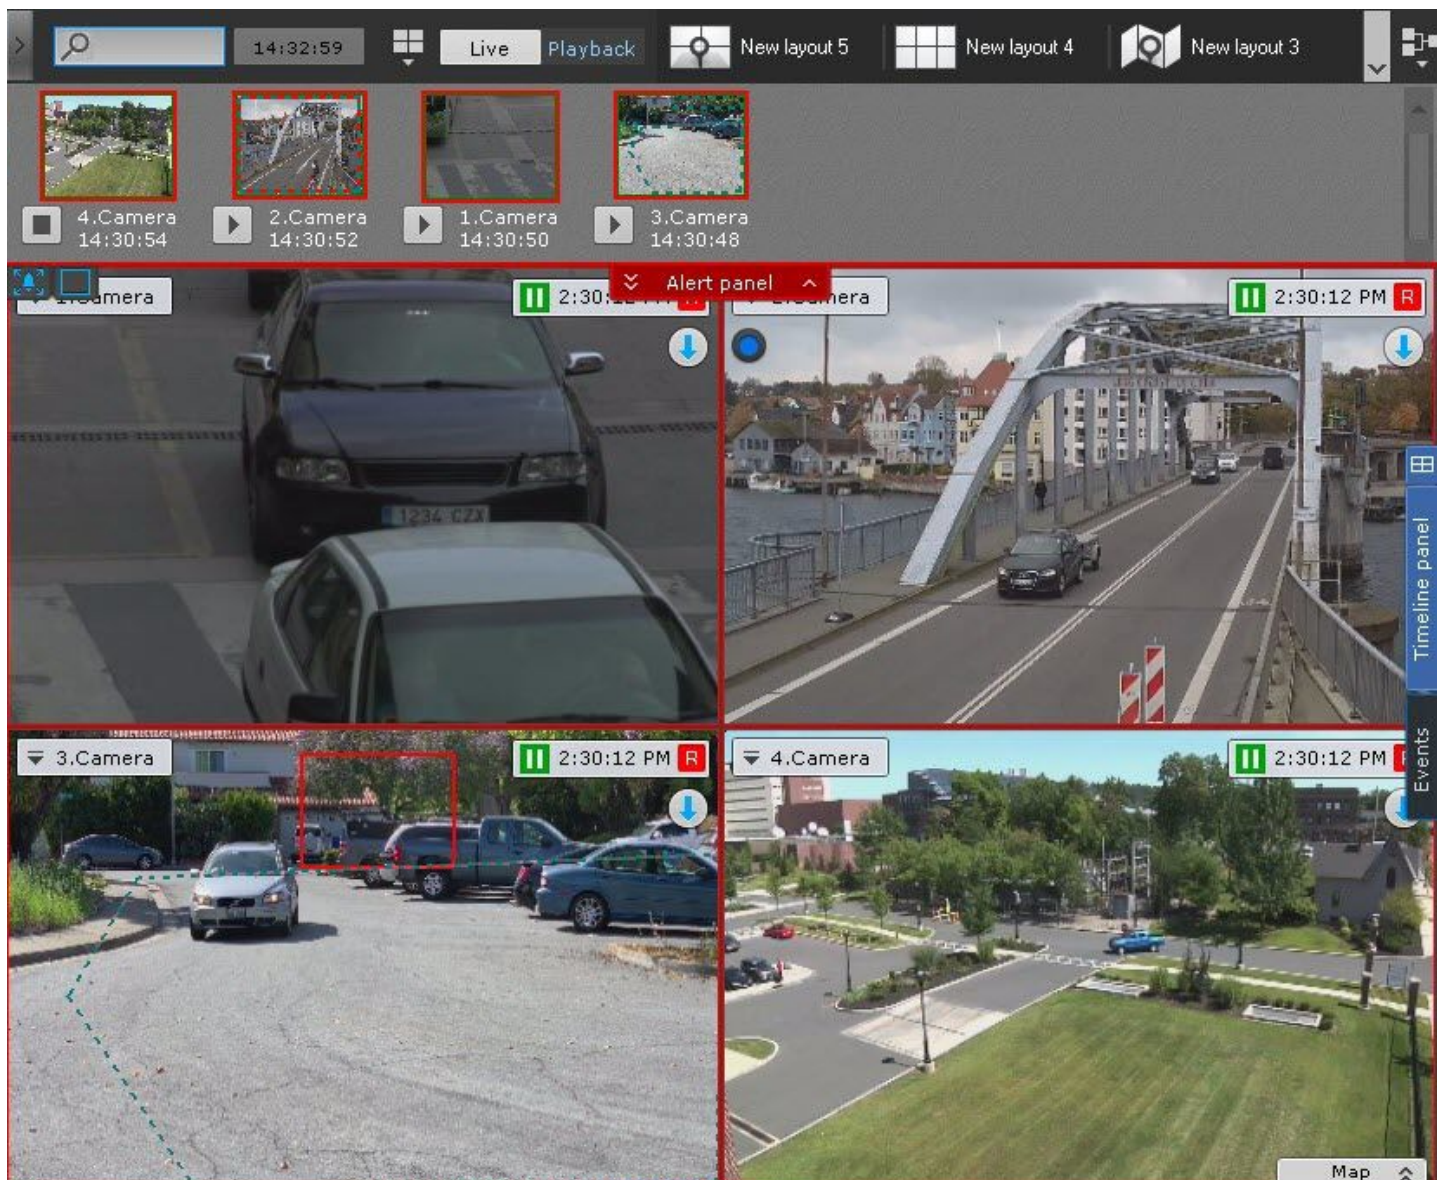 14:32:59
Live
Playback
New layout 5
New layout 4
New layout 3
4.Camera
14:30:54
2.Camera
14:30:52
1.Camera
14:30:50
3.Camera
14:30:48
Alert panel
2:30:12 PM R
1234 CZX
Timeline panel
Events
3.Camera
2:30:12 PM R
4.Camera
2:30:12 PM
Map